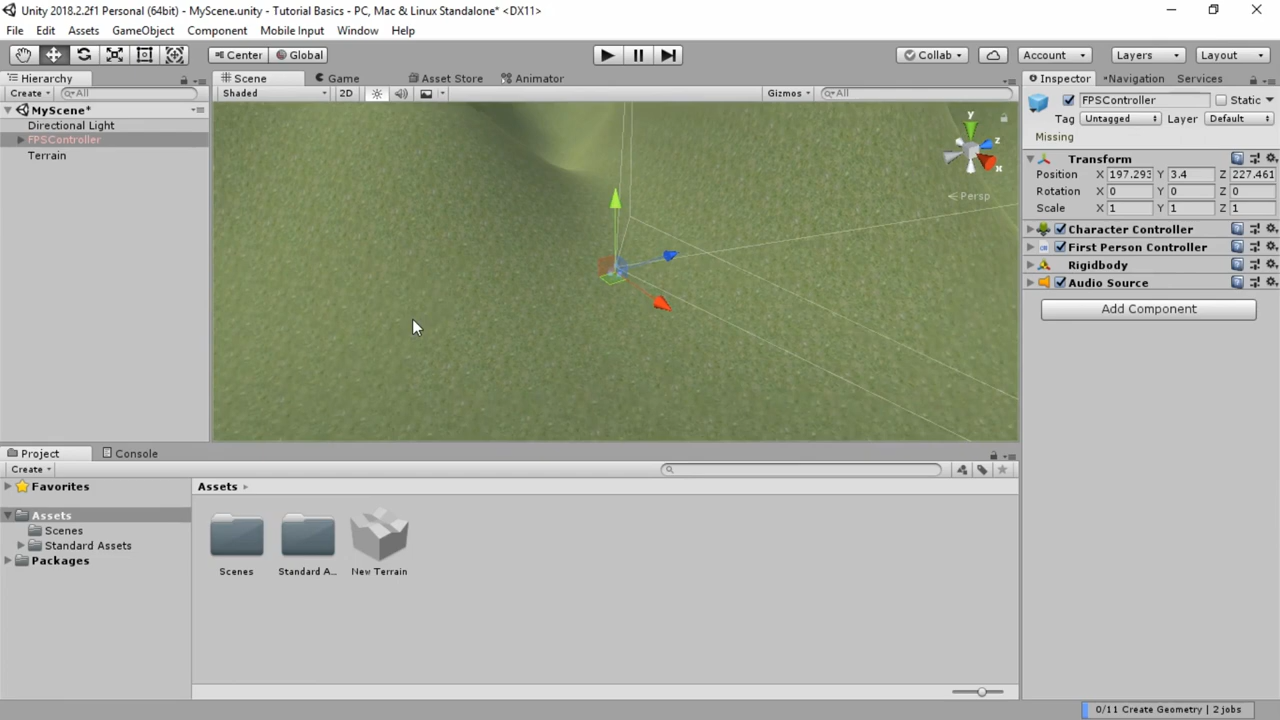 Unity 2018.2.2f1 Personal (64bit) - MyScene.unity - Tutorial Basics - PC, Mac & Linux Standalone* <DX11>
File Edit Assets GameObject Component Mobile Input Window Help
Center Global Collab Account Layers Layout
Hierarchy Scene Game Asset Store Animator Inspector Navigation Services
Create All Shaded 2D Gizmos All FPSController Static
MyScene* Tag Untagged Layer Default
Directional Light y Missing
FPSController z
Terrain x Transform
Persp Position X 197.293 Y 3.4 Z 227.461
Rotation X 0 Y 0 Z 0
Scale X 1 Y 1 Z 1
Character Controller
First Person Controller
Rigidbody
Audio Source
Add Component
Project Console
Create
Favorites Assets
Assets
Scenes
Standard Assets
Packages
Scenes Standard A... New Terrain
0/11 Create Geometry | 2 jobs